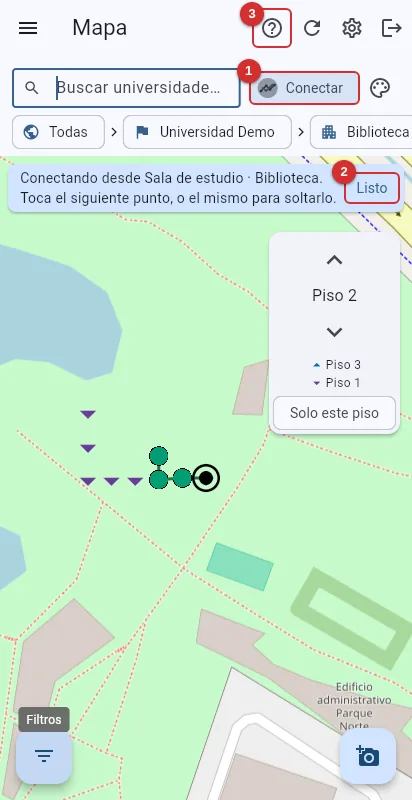 Mapa
3
1
Buscar universidade...
Conectar
Todas
Universidad Demo
Biblioteca
Conectando desde Sala de estudio · Biblioteca.
Toca el siguiente punto, o el mismo para soltarlo.
2
Listo
Piso 2
Piso 3
Piso 1
Solo este piso
Edificio
administrativo
Parque
Norte
Filtros